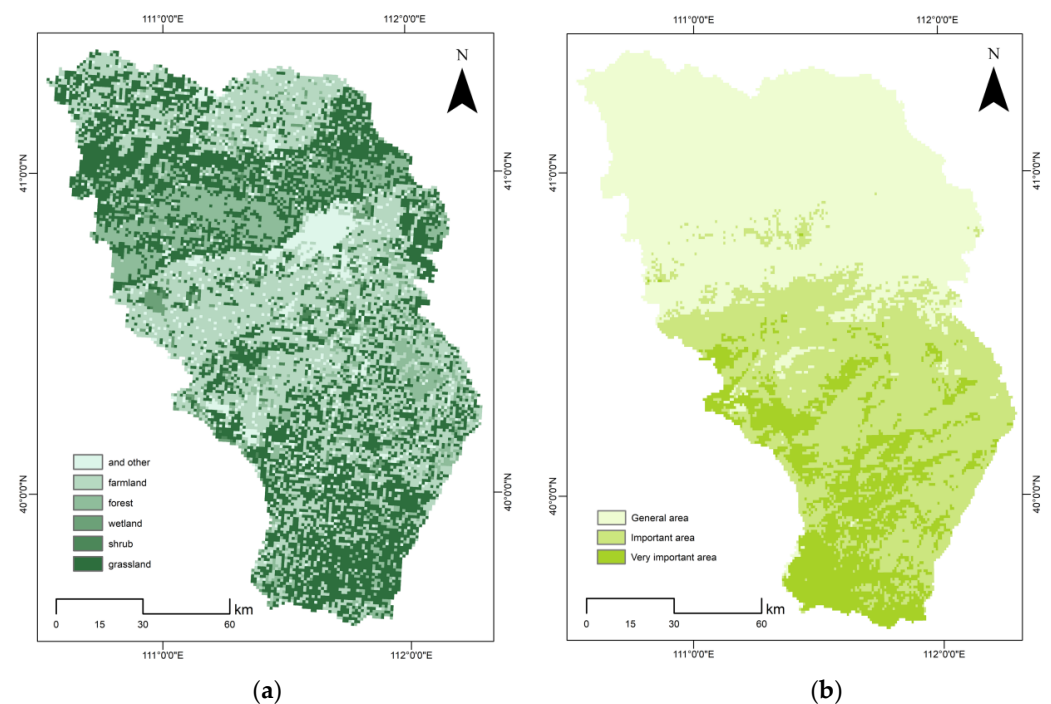 111°0'0"E 112°0'0"E
N
41°0'0"N 41°0'0"N
40°0'0"N 40°0'0"N
and other
farmland
forest
wetland
shrub
grassland
km
0 15 30 60
111°0'0"E 112°0'0"E
(a)
111°0'0"E 112°0'0"E
N
41°0'0"N 41°0'0"N
40°0'0"N 40°0'0"N
General area
Important area
Very important area
km
0 15 30 60
111°0'0"E 112°0'0"E
(b)